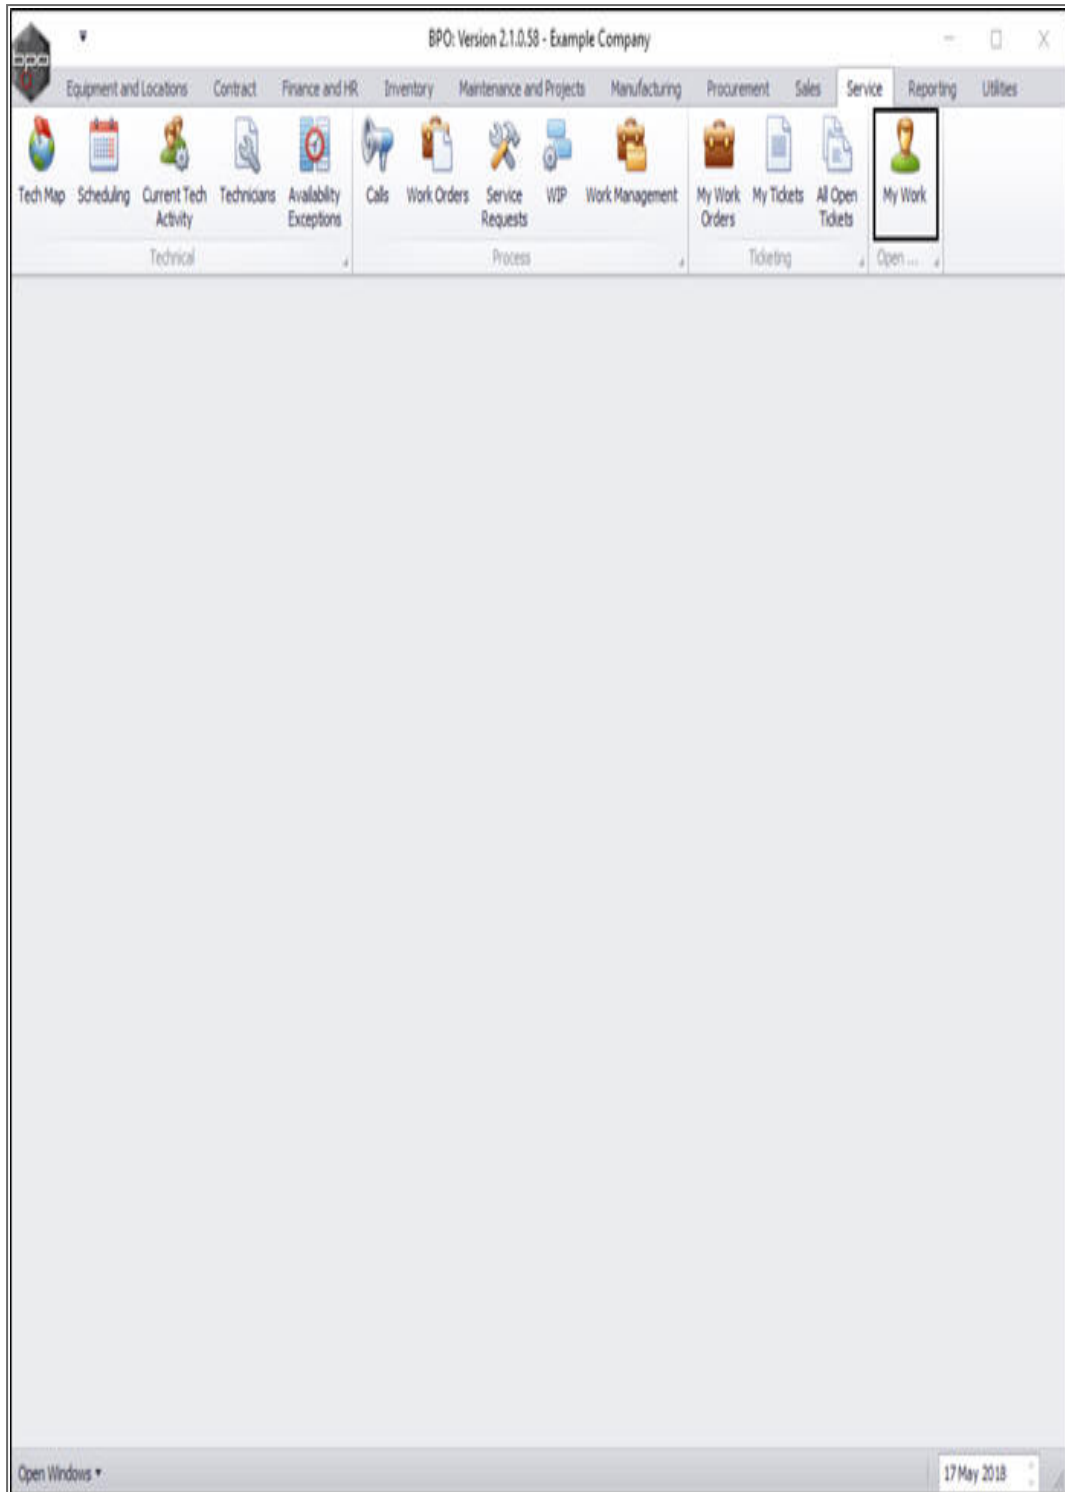 BPO: Version 2.1.0.58 - Example Company
bpo
Equipment and Locations Contract Finance and HR Inventory Maintenance and Projects Manufacturing Procurement Sales Service Reporting Utilities
Tech Map Scheduling Current Tech Technicians Availability Calls Work Orders Service WIP Work Management My Work My Tickets All Open My Work
Activity Exceptions Requests Orders Tickets
Technical Process Ticketing Open ...
Open Windows 17 May 2018